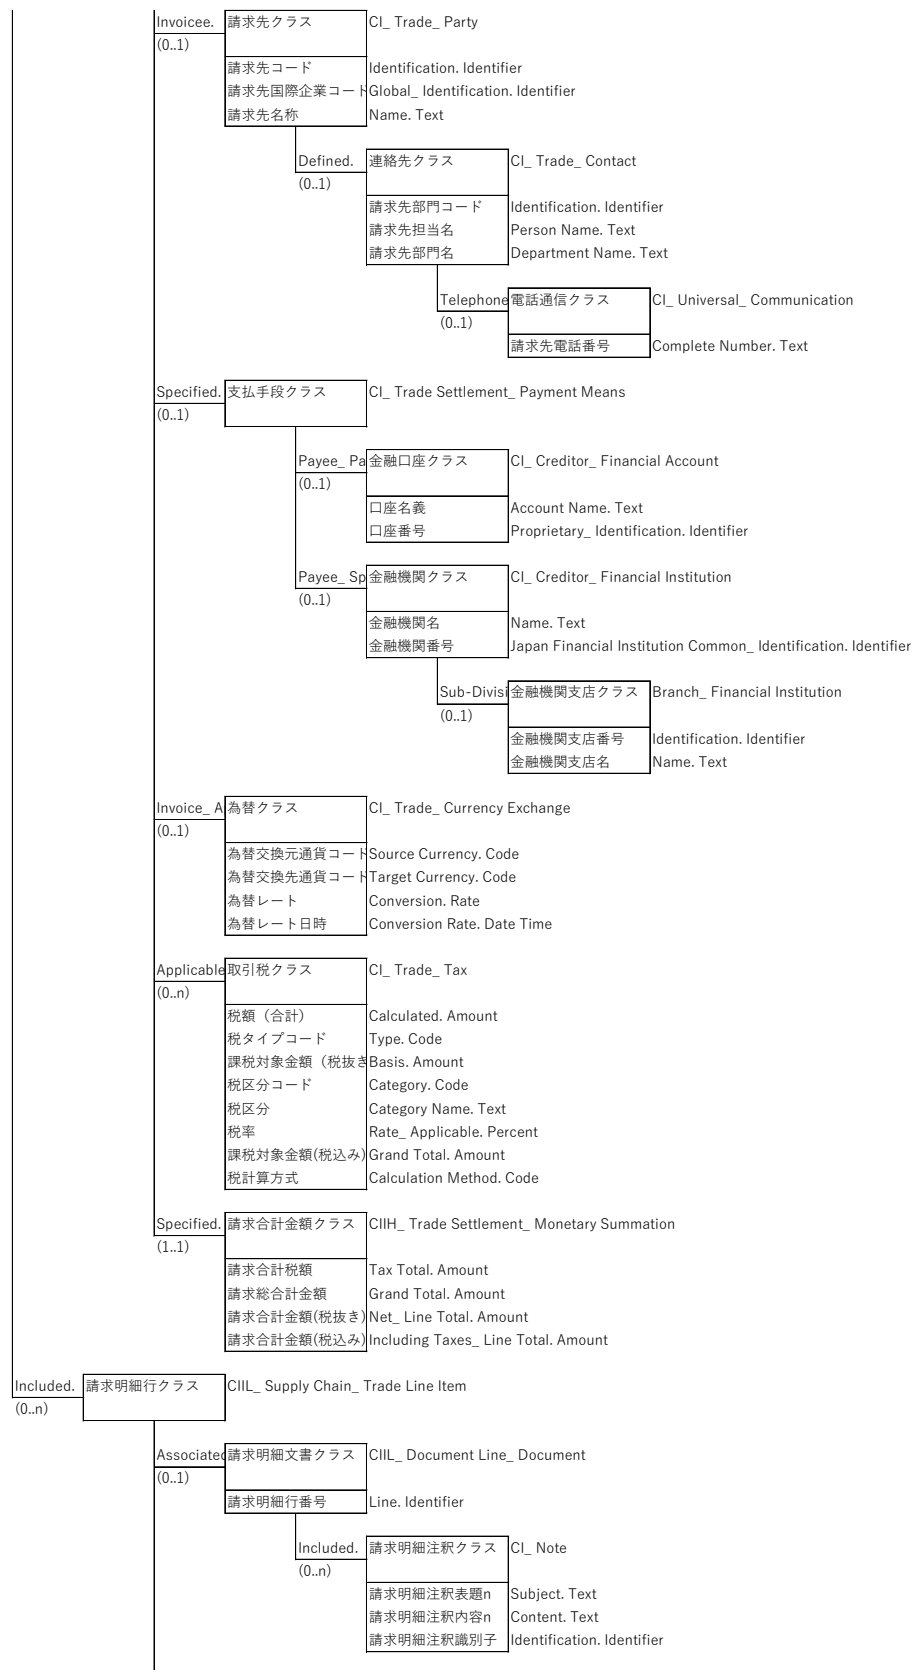 Invoicee. 請求先クラス CI_ Trade_ Party
(0..1)
請求先コード Identification. Identifier
請求先国際企業コード Global_ Identification. Identifier
請求先名称 Name. Text
Defined. 連絡先クラス CI_ Trade_ Contact
(0..1)
請求先部門コード Identification. Identifier
請求先担当名 Person Name. Text
請求先部門名 Department Name. Text
Telephone 電話通信クラス CI_ Universal_ Communication
(0..1)
請求先電話番号 Complete Number. Text
Specified. 支払手段クラス CI_ Trade Settlement_ Payment Means
(0..1)
Payee_ Pa 金融口座クラス CI_ Creditor_ Financial Account
(0..1)
口座名義 Account Name. Text
口座番号 Proprietary_ Identification. Identifier
Payee_ Sp 金融機関クラス CI_ Creditor_ Financial Institution
(0..1)
金融機関名 Name. Text
金融機関番号 Japan Financial Institution Common_ Identification. Identifier
Sub-Divisi 金融機関支店クラス Branch_ Financial Institution
(0..1)
金融機関支店番号 Identification. Identifier
金融機関支店名 Name. Text
Invoice_ A 為替クラス CI_ Trade_ Currency Exchange
(0..1)
為替交換元通貨コード Source Currency. Code
為替交換先通貨コード Target Currency. Code
為替レート Conversion. Rate
為替レート日時 Conversion Rate. Date Time
Applicable 取引税クラス CI_ Trade_ Tax
(0..n)
税額（合計） Calculated. Amount
税タイプコード Type. Code
課税対象金額（税抜き Basis. Amount
税区分コード Category. Code
税区分 Category Name. Text
税率 Rate_ Applicable. Percent
課税対象金額(税込み) Grand Total. Amount
税計算方式 Calculation Method. Code
Specified. 請求合計金額クラス CIIH_ Trade Settlement_ Monetary Summation
(1..1)
請求合計税額 Tax Total. Amount
請求総合計金額 Grand Total. Amount
請求合計金額(税抜き) Net_ Line Total. Amount
請求合計金額(税込み) Including Taxes_ Line Total. Amount
Included. 請求明細行クラス CIIL_ Supply Chain_ Trade Line Item
(0..n)
Associated 請求明細文書クラス CIIL_ Document Line_ Document
(0..1)
請求明細行番号 Line. Identifier
Included. 請求明細注釈クラス CI_ Note
(0..n)
請求明細注釈表題n Subject. Text
請求明細注釈内容n Content. Text
請求明細注釈識別子 Identification. Identifier